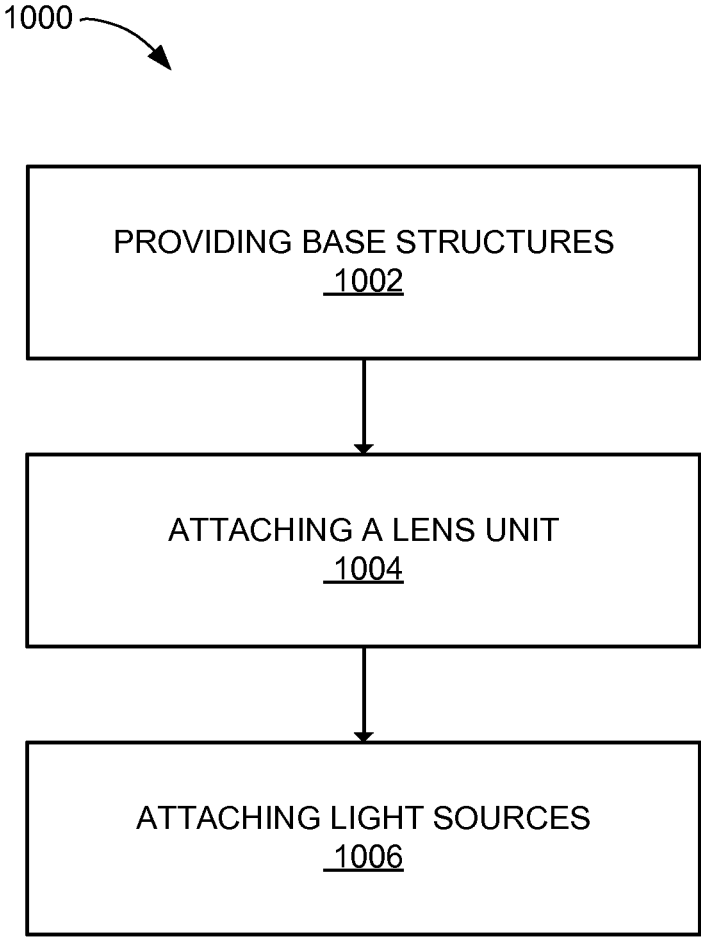 1000
PROVIDING BASE STRUCTURES
1002
ATTACHING A LENS UNIT
1004
ATTACHING LIGHT SOURCES
1006